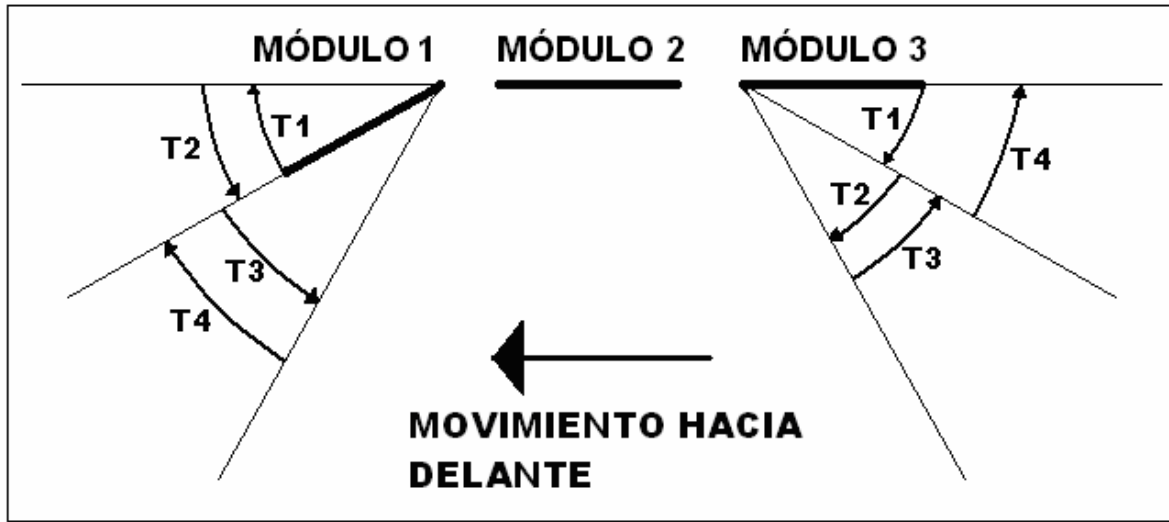 MÓDULO 1 MÓDULO 2 MÓDULO 3
T1
T2
T3
T4
T1
T2
T3
T4
MOVIMIENTO HACIA
DELANTE